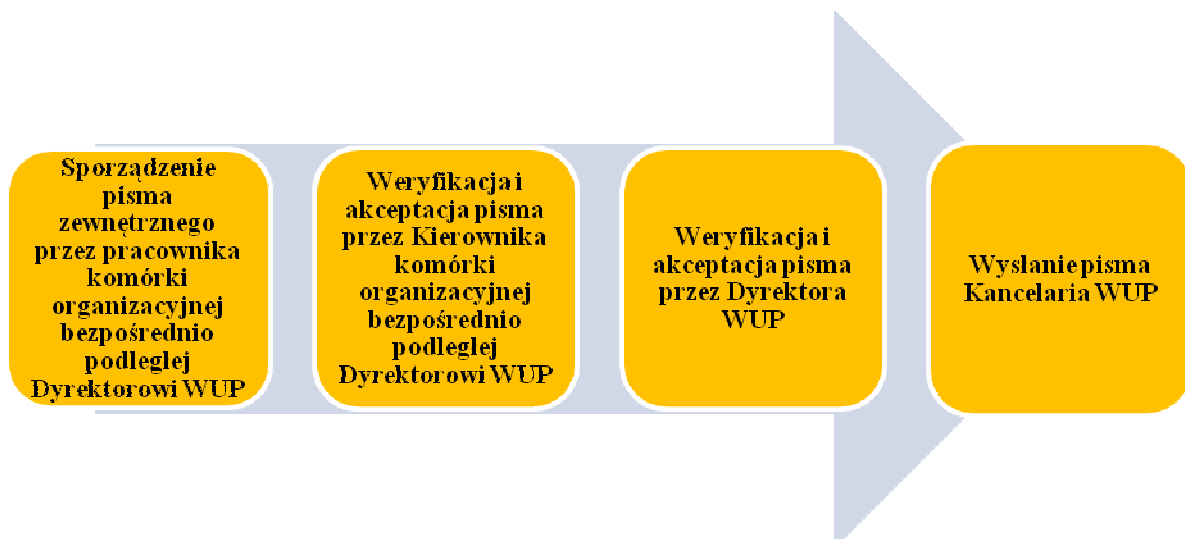 Sporządzenie
pisma
zewnętrznego
przez pracownika
komórki
organizacyjnej
bezpośrednio
podległej
Dyrektorowi WUP
Weryfikacja i
akceptacja pisma
przez Kierownika
komórki
organizacyjnej
bezpośrednio
podległej
Dyrektorowi WUP
Weryfikacja i
akceptacja pisma
przez Dyrektora
WUP
Wysłanie pisma
Kancelaria WUP